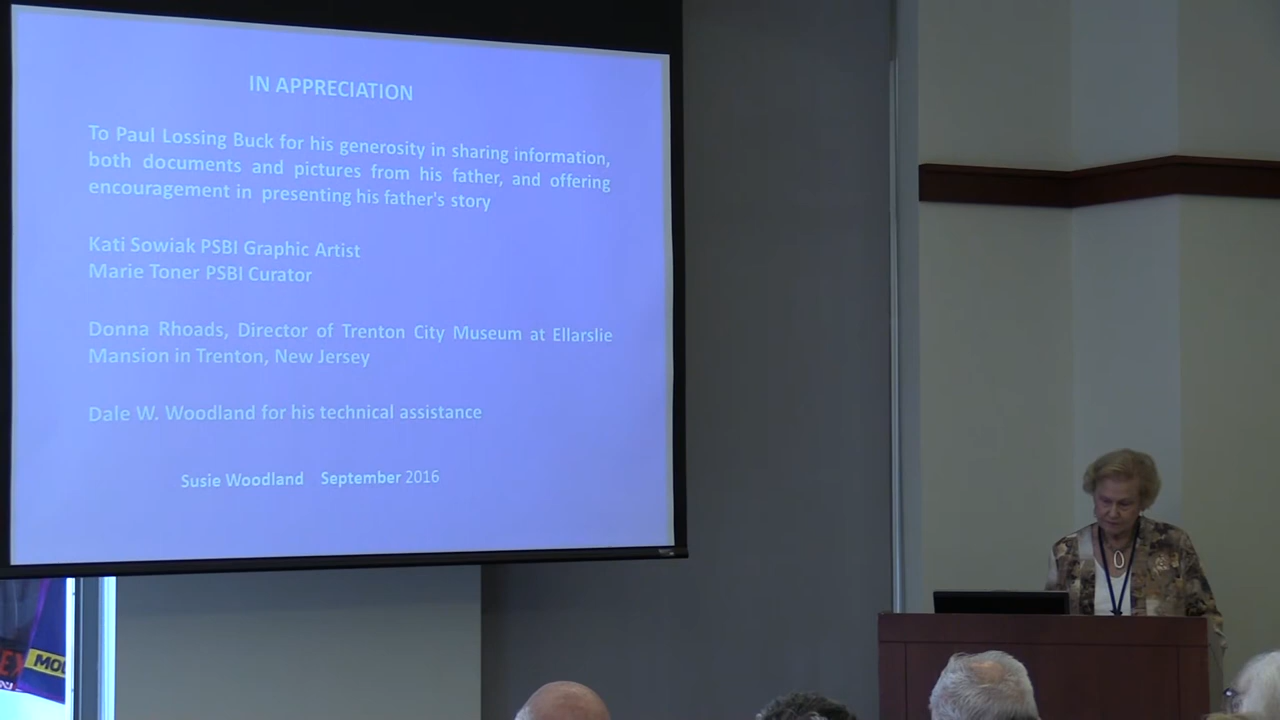 IN APPRECIATION
To Paul Lossing Buck for his generosity in sharing information,
both documents and pictures from his father, and offering
encouragement in presenting his father's story
Kati Sowiak PSBI Graphic Artist
Marie Toner PSBI Curator
Donna Rhoads, Director of Trenton City Museum at Ellarslie
Mansion in Trenton, New Jersey
Dale W. Woodland for his technical assistance
Susie Woodland September 2016